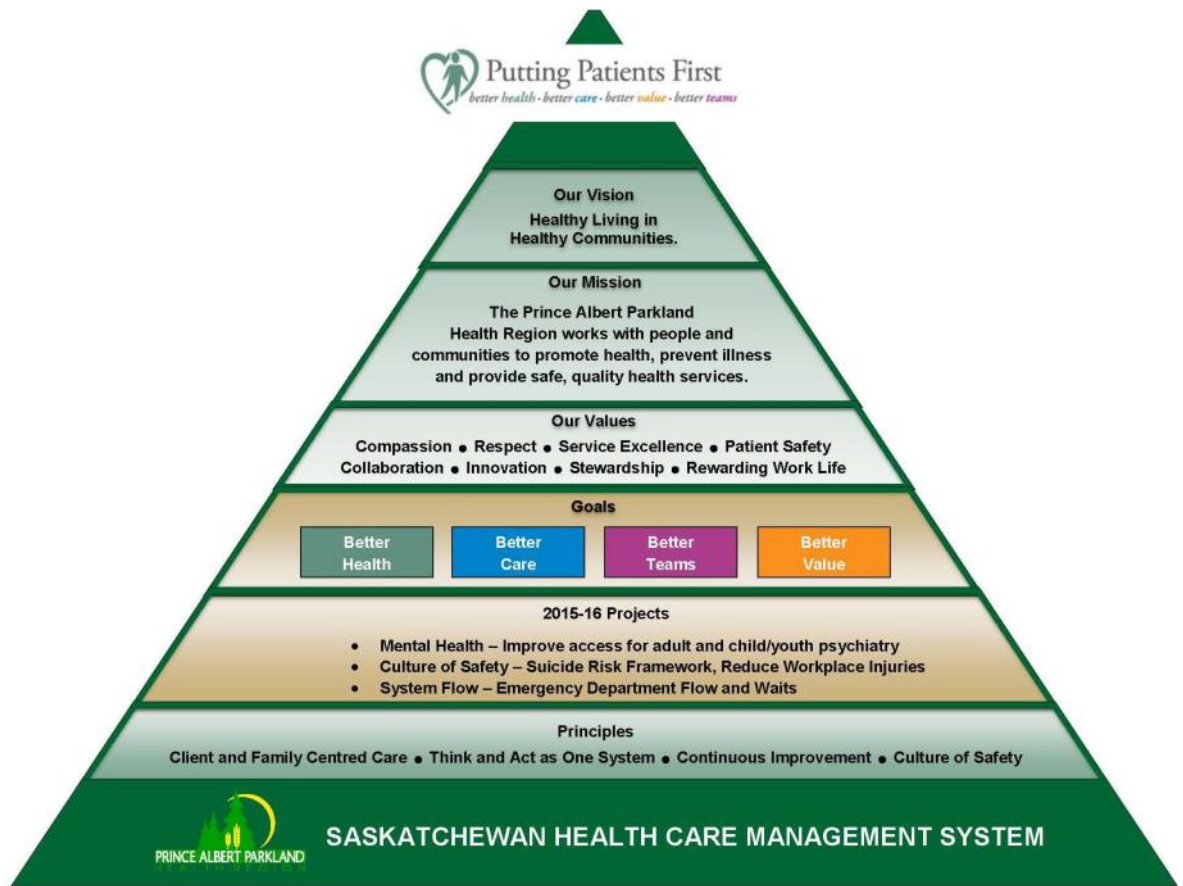 Putting Patients First
better health · better care · better value · better teams
Our Vision
Healthy Living in
Healthy Communities.
Our Mission
The Prince Albert Parkland
Health Region works with people and
communities to promote health, prevent illness
and provide safe, quality health services.
Our Values
Compassion ● Respect ● Service Excellence ● Patient Safety
Collaboration ● Innovation ● Stewardship ● Rewarding Work Life
Goals
Better Health
Better Care
Better Teams
Better Value
2015-16 Projects
• Mental Health – Improve access for adult and child/youth psychiatry
• Culture of Safety – Suicide Risk Framework, Reduce Workplace Injuries
• System Flow – Emergency Department Flow and Waits
Principles
Client and Family Centred Care ● Think and Act as One System ● Continuous Improvement ● Culture of Safety
PRINCE ALBERT PARKLAND
HEALTH REGION
SASKATCHEWAN HEALTH CARE MANAGEMENT SYSTEM